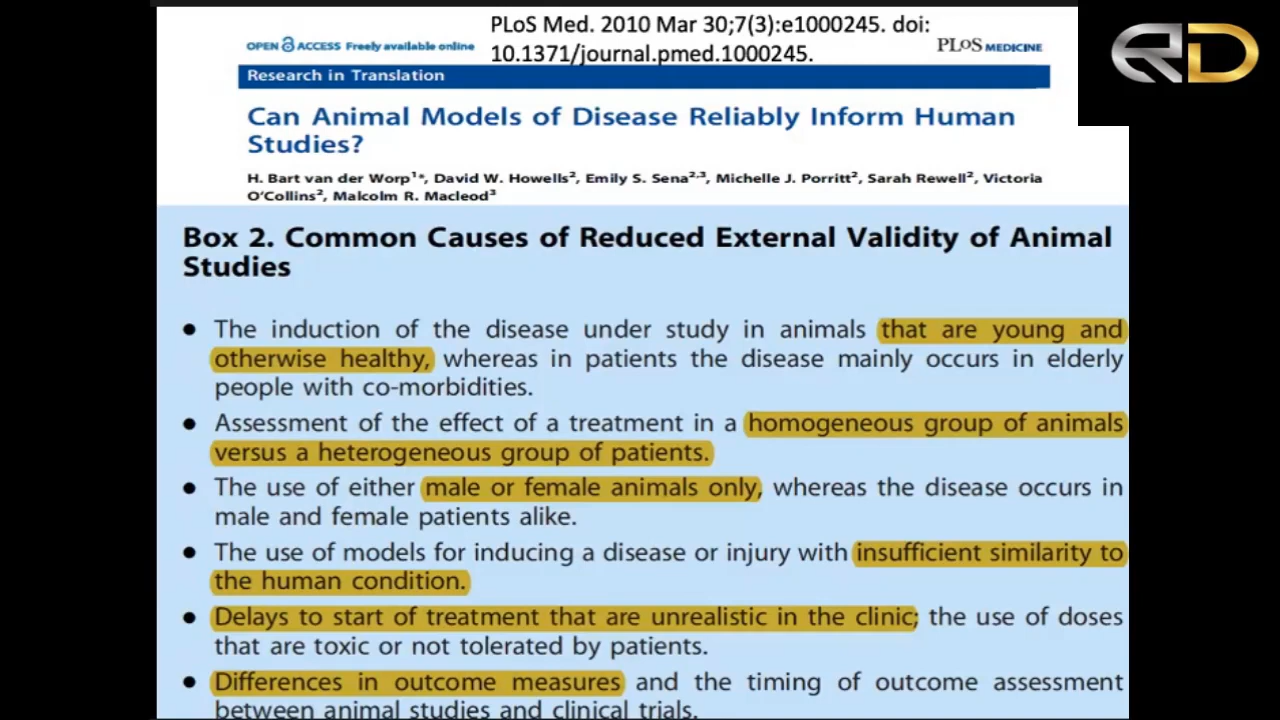 PLoS Med. 2010 Mar 30;7(3):e1000245. doi:
10.1371/journal.pmed.1000245.
OPEN ACCESS Freely available online
PLoS MEDICINE
RD
Research in Translation
Can Animal Models of Disease Reliably Inform Human
Studies?
H. Bart van der Worp1*, David W. Howells2, Emily S. Sena2,3, Michelle J. Porritt2, Sarah Rewell2, Victoria
O'Collins2, Malcolm R. Macleod3
Box 2. Common Causes of Reduced External Validity of Animal
Studies
● The induction of the disease under study in animals that are young and
otherwise healthy, whereas in patients the disease mainly occurs in elderly
people with co-morbidities.
● Assessment of the effect of a treatment in a homogeneous group of animals
versus a heterogeneous group of patients.
● The use of either male or female animals only, whereas the disease occurs in
male and female patients alike.
● The use of models for inducing a disease or injury with insufficient similarity to
the human condition.
● Delays to start of treatment that are unrealistic in the clinic; the use of doses
that are toxic or not tolerated by patients.
● Differences in outcome measures and the timing of outcome assessment
between animal studies and clinical trials.